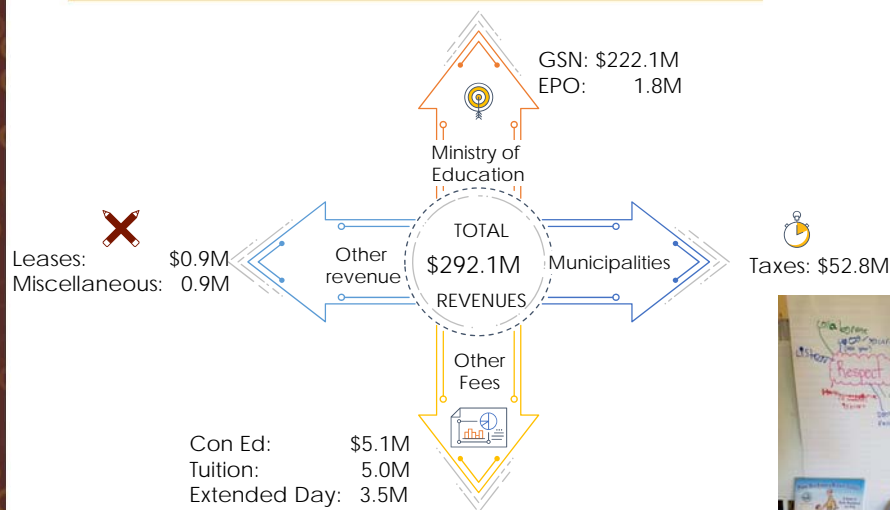 GSN: $222.1M
EPO: 1.8M
Ministry of
Education
TOTAL
$292.1M
REVENUES
Other
revenue
Leases: $0.9M
Miscellaneous: 0.9M
Municipalities
Taxes: $52.8M
Other
Fees
Con Ed: $5.1M
Tuition: 5.0M
Extended Day: 3.5M
Respect